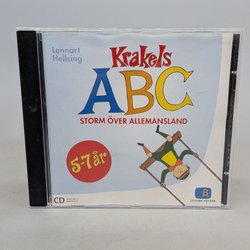 Lennart
Hellsing
Krakels
ABC
STORM ÖVER ALLEMANSLAND
5-7 år
CD